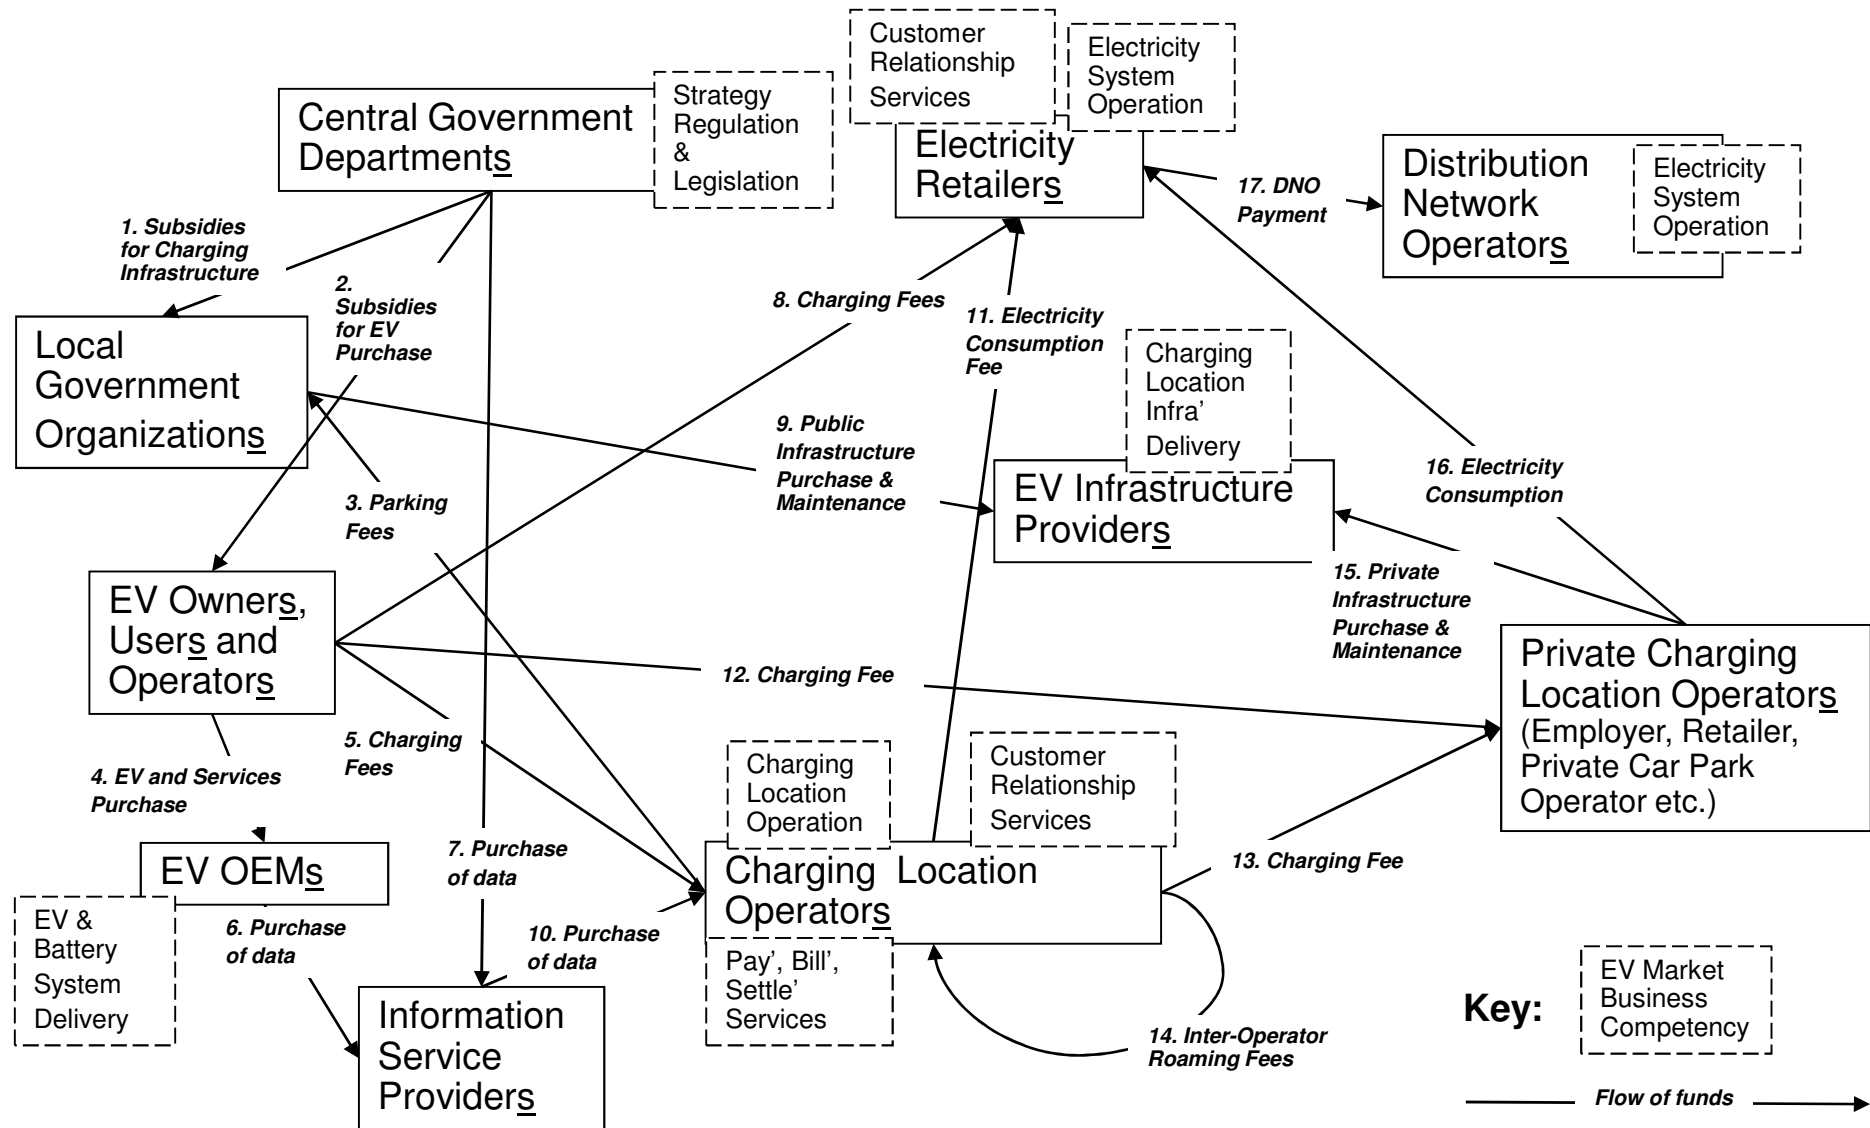 Customer
Relationship
Services
Electricity
System
Operation
Central Government
Departments
Strategy
Regulation
&
Legislation
Electricity
Retailers
Distribution
Network
Operators
Electricity
System
Operation
17. DNO
Payment
1. Subsidies
for Charging
Infrastructure
2.
Subsidies
for EV
Purchase
8. Charging Fees
11. Electricity
Consumption
Fee
Local
Government
Organizations
Charging
Location
Infra’
Delivery
9. Public
Infrastructure
Purchase &
Maintenance
16. Electricity
Consumption
3. Parking
Fees
EV Infrastructure
Providers
15. Private
Infrastructure
Purchase &
Maintenance
EV Owners,
Users and
Operators
12. Charging Fee
Private Charging
Location Operators
(Employer, Retailer,
Private Car Park
Operator etc.)
5. Charging
Fees
4. EV and Services
Purchase
Charging
Location
Operation
Customer
Relationship
Services
7. Purchase
of data
13. Charging Fee
EV OEMs
Charging Location
Operators
EV &
Battery
System
Delivery
6. Purchase
of data
10. Purchase
of data
Pay’, Bill’,
Settle’
Services
Information
Service
Providers
14. Inter-Operator
Roaming Fees
Key:
EV Market
Business
Competency
Flow of funds